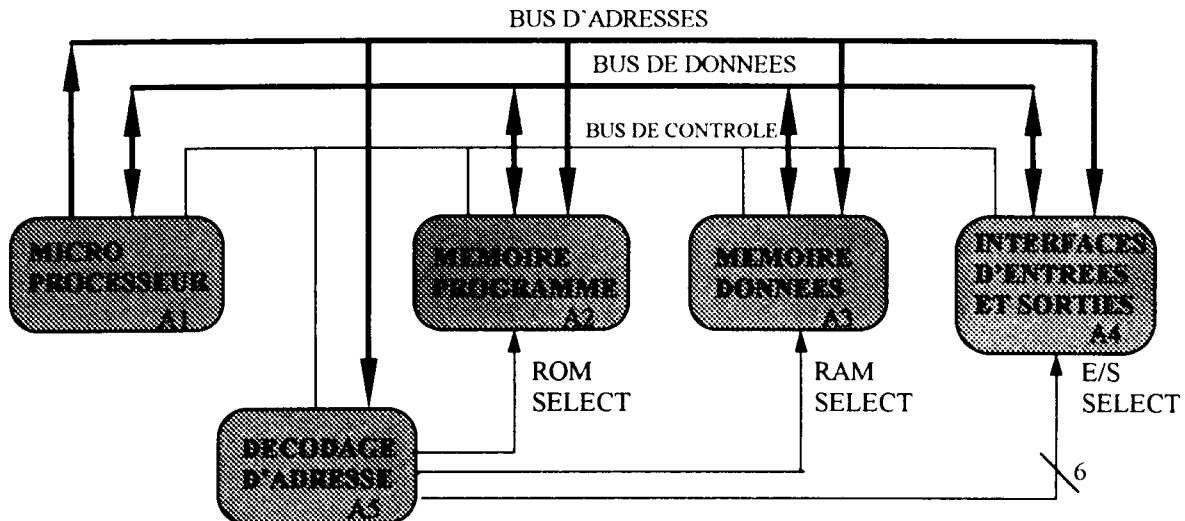 BUS D'ADRESSES
BUS DE DONNEES
BUS DE CONTROLE
MICRO
PROCESSEUR
A1
MEMOIRE
PROGRAMME
A2
MEMOIRE
DONNEES
A3
INTERFACES
D'ENTREES
ET SORTIES
A4
ROM
SELECT
RAM
SELECT
E/S
SELECT
DECODAGE
D'ADRESSE
A5
6